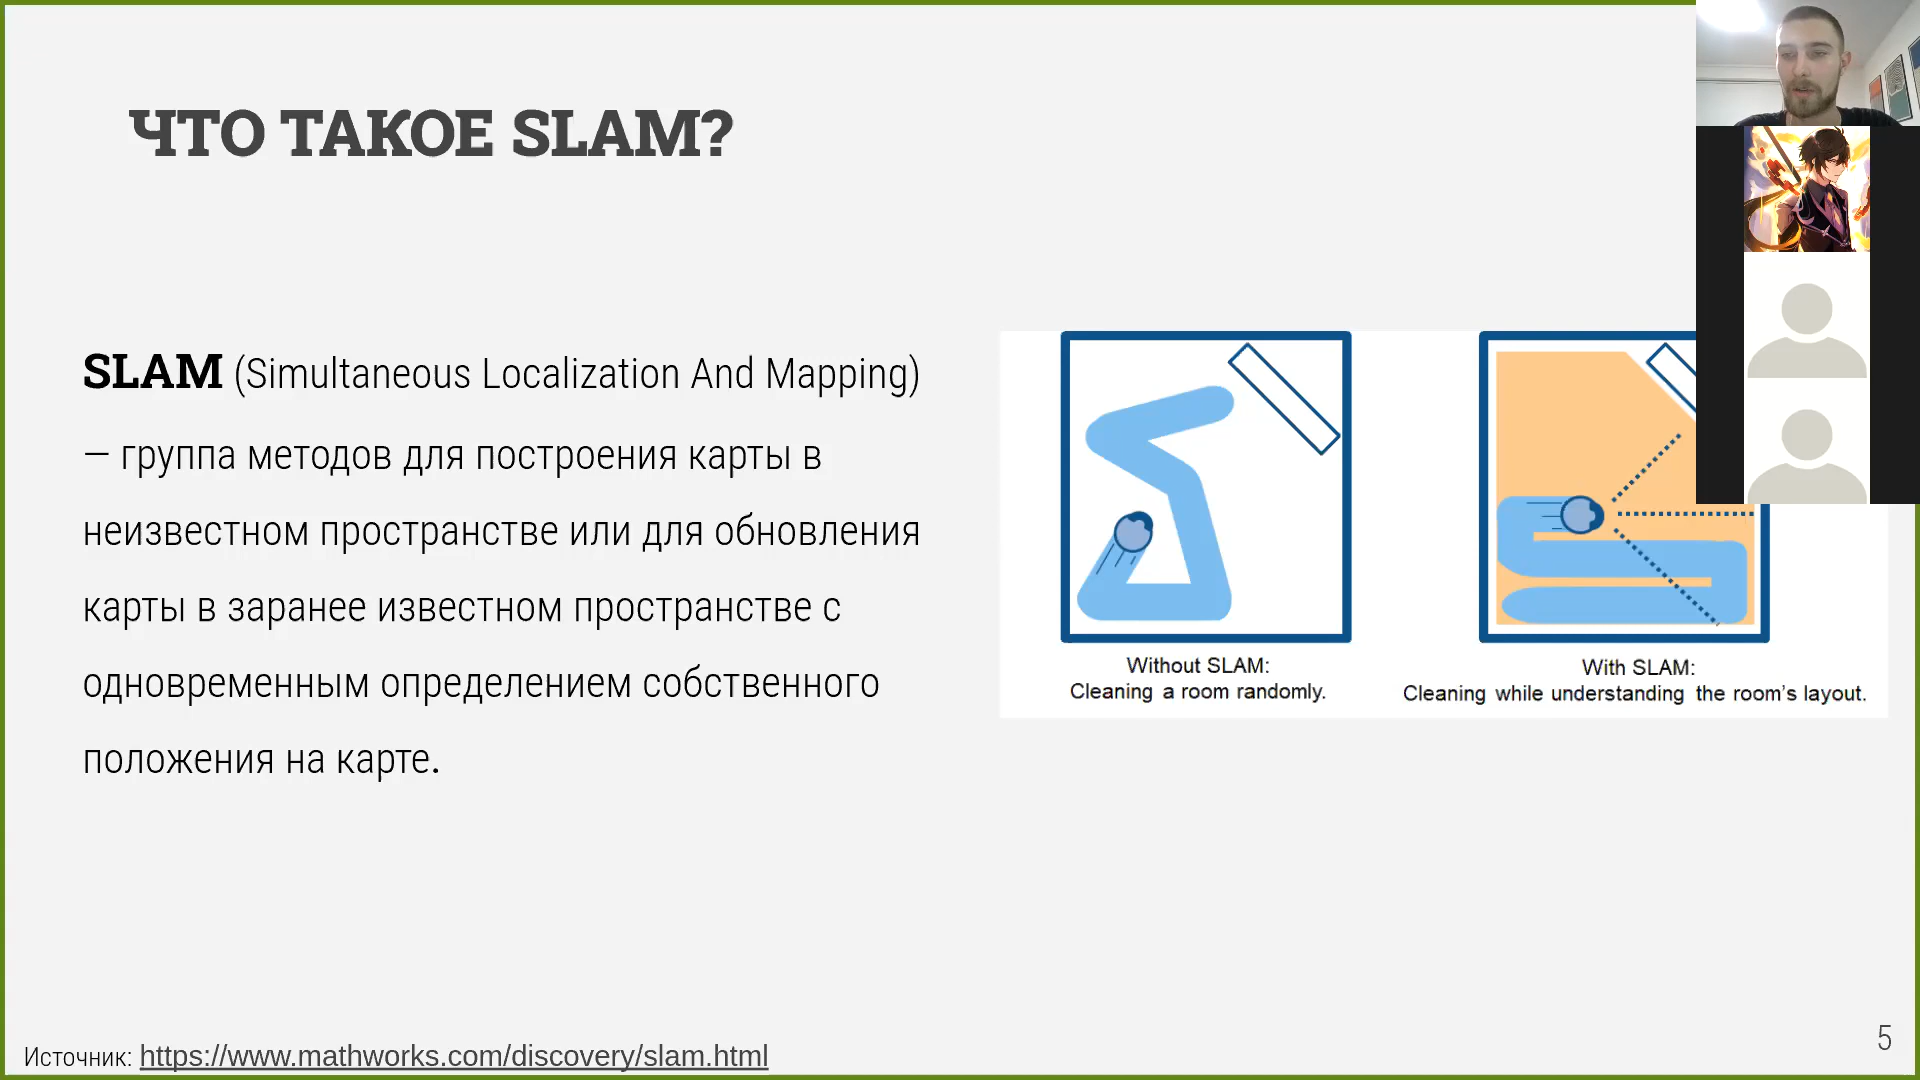 ЧТО ТАКОЕ SLAM?
SLAM (Simultaneous Localization And Mapping)
– группа методов для построения карты в
неизвестном пространстве или для обновления
карты в заранее известном пространстве с
одновременным определением собственного
положения на карте.
Without SLAM:
Cleaning a room randomly.
With SLAM:
Cleaning while understanding the room's layout.
Источник: https://www.mathworks.com/discovery/slam.html
5